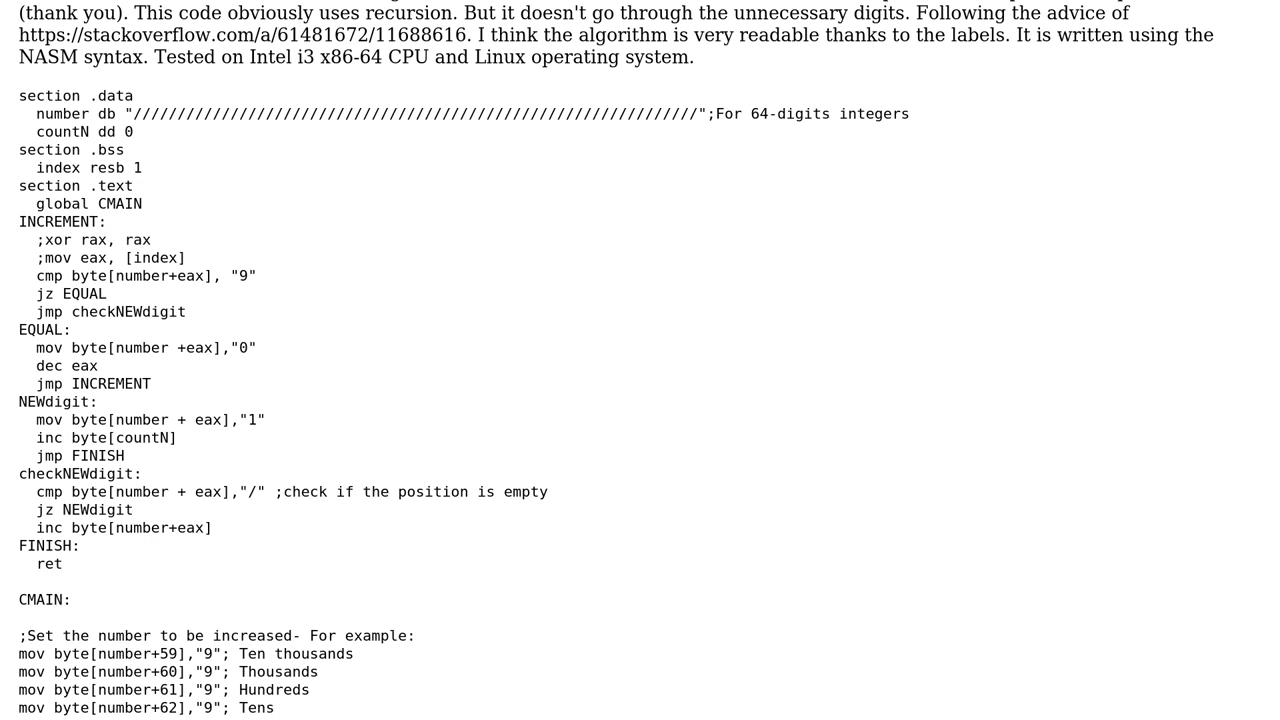 (thank you). This code obviously uses recursion. But it doesn't go through the unnecessary digits. Following the advice of
https://stackoverflow.com/a/61481672/11688616. I think the algorithm is very readable thanks to the labels. It is written using the
NASM syntax. Tested on Intel i3 x86-64 CPU and Linux operating system.
section .data
number db "////////////////////////////////////////////////////////////////";For 64-digits integers
countN dd 0
section .bss
index resb 1
section .text
global CMAIN
INCREMENT:
;xor rax, rax
;mov eax, [index]
cmp byte[number+eax], "9"
jz EQUAL
jmp checkNEWdigit
EQUAL:
mov byte[number +eax],"0"
dec eax
jmp INCREMENT
NEWdigit:
mov byte[number + eax],"1"
inc byte[countN]
jmp FINISH
checkNEWdigit:
cmp byte[number + eax],"/" ;check if the position is empty
jz NEWdigit
inc byte[number+eax]
FINISH:
ret
CMAIN:
;Set the number to be increased- For example:
mov byte[number+59],"9"; Ten thousands
mov byte[number+60],"9"; Thousands
mov byte[number+61],"9"; Hundreds
mov byte[number+62],"9"; Tens